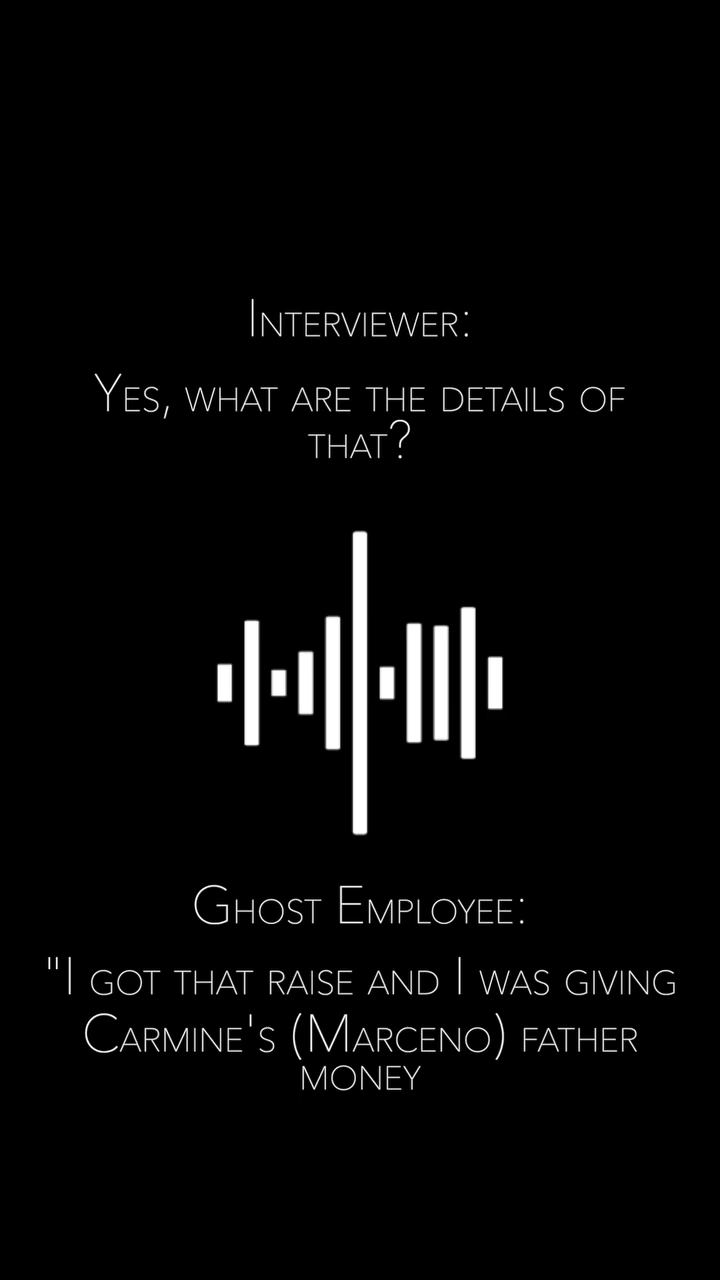 Interviewer:
Yes, what are the details of
that?
Ghost Employee:
"I got that raise and I was giving
Carmine's (Marceno) father
money